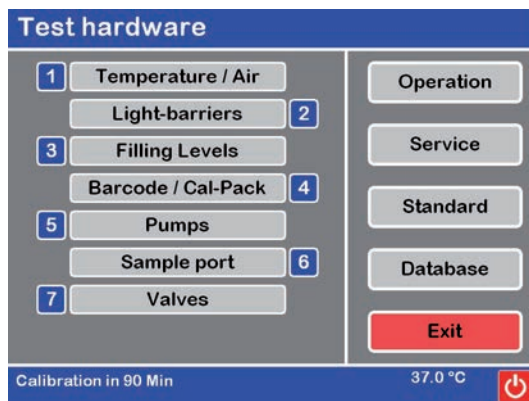 Test hardware
1 Temperature / Air
Light-barriers 2
3 Filling Levels
Barcode / Cal-Pack 4
5 Pumps
Sample port 6
7 Valves
Operation
Service
Standard
Database
Exit
Calibration in 90 Min
37.0 °C